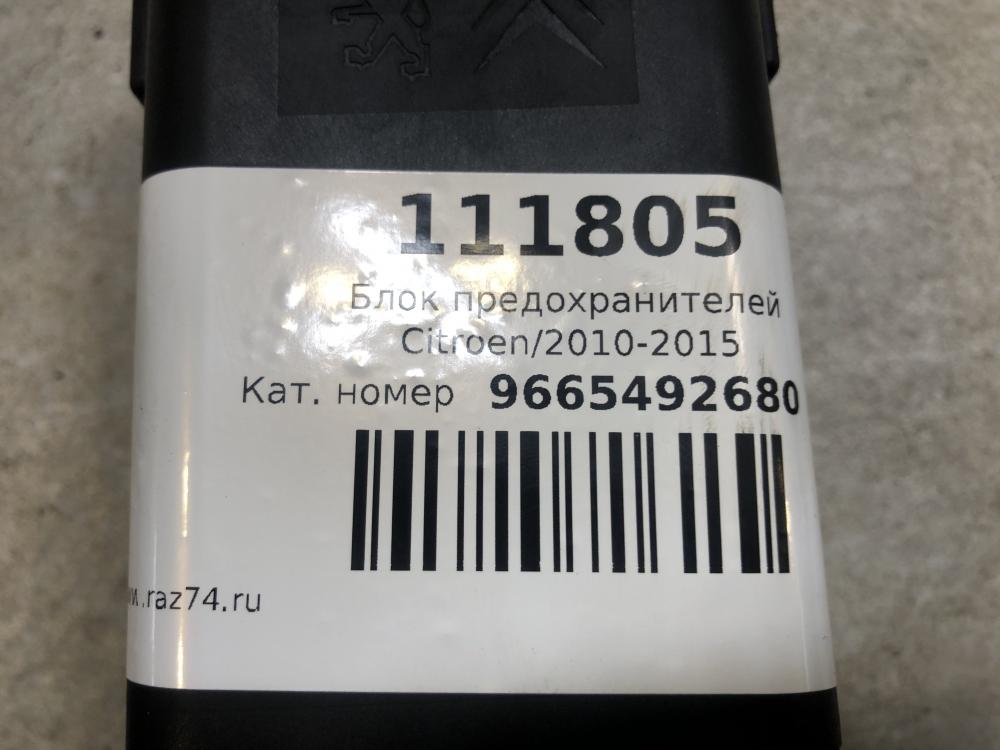 111805
Блок предохранителей
Citroen/2010-2015
Кат. номер 9665492680
.raz74.ru